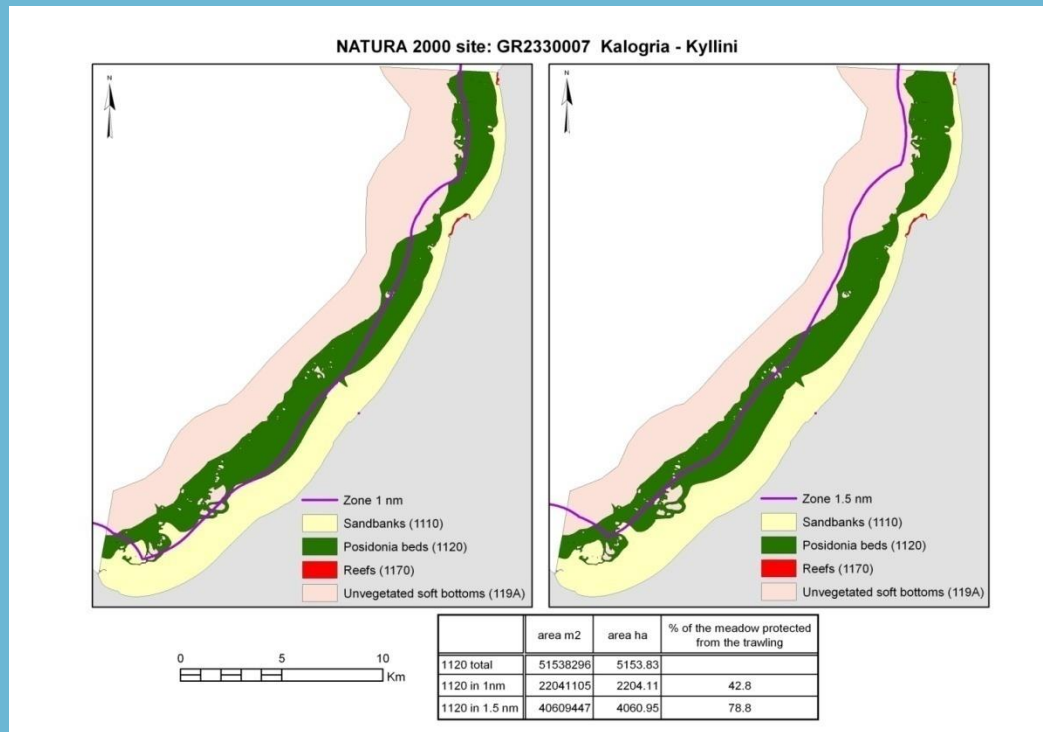 NATURA 2000 site: GR2330007 Kalogria - Kyllini
N
Zone 1 nm
Sandbanks (1110)
Posidonia beds (1120)
Reefs (1170)
Unvegetated soft bottoms (119A)
N
Zone 1.5 nm
Sandbanks (1110)
Posidonia beds (1120)
Reefs (1170)
Unvegetated soft bottoms (119A)
0 5 10
Km
area m2 area ha % of the meadow protected
from the trawling
1120 total 51538296 5153.83
1120 in 1nm 22041105 2204.11 42.8
1120 in 1.5 nm 40609447 4060.95 78.8